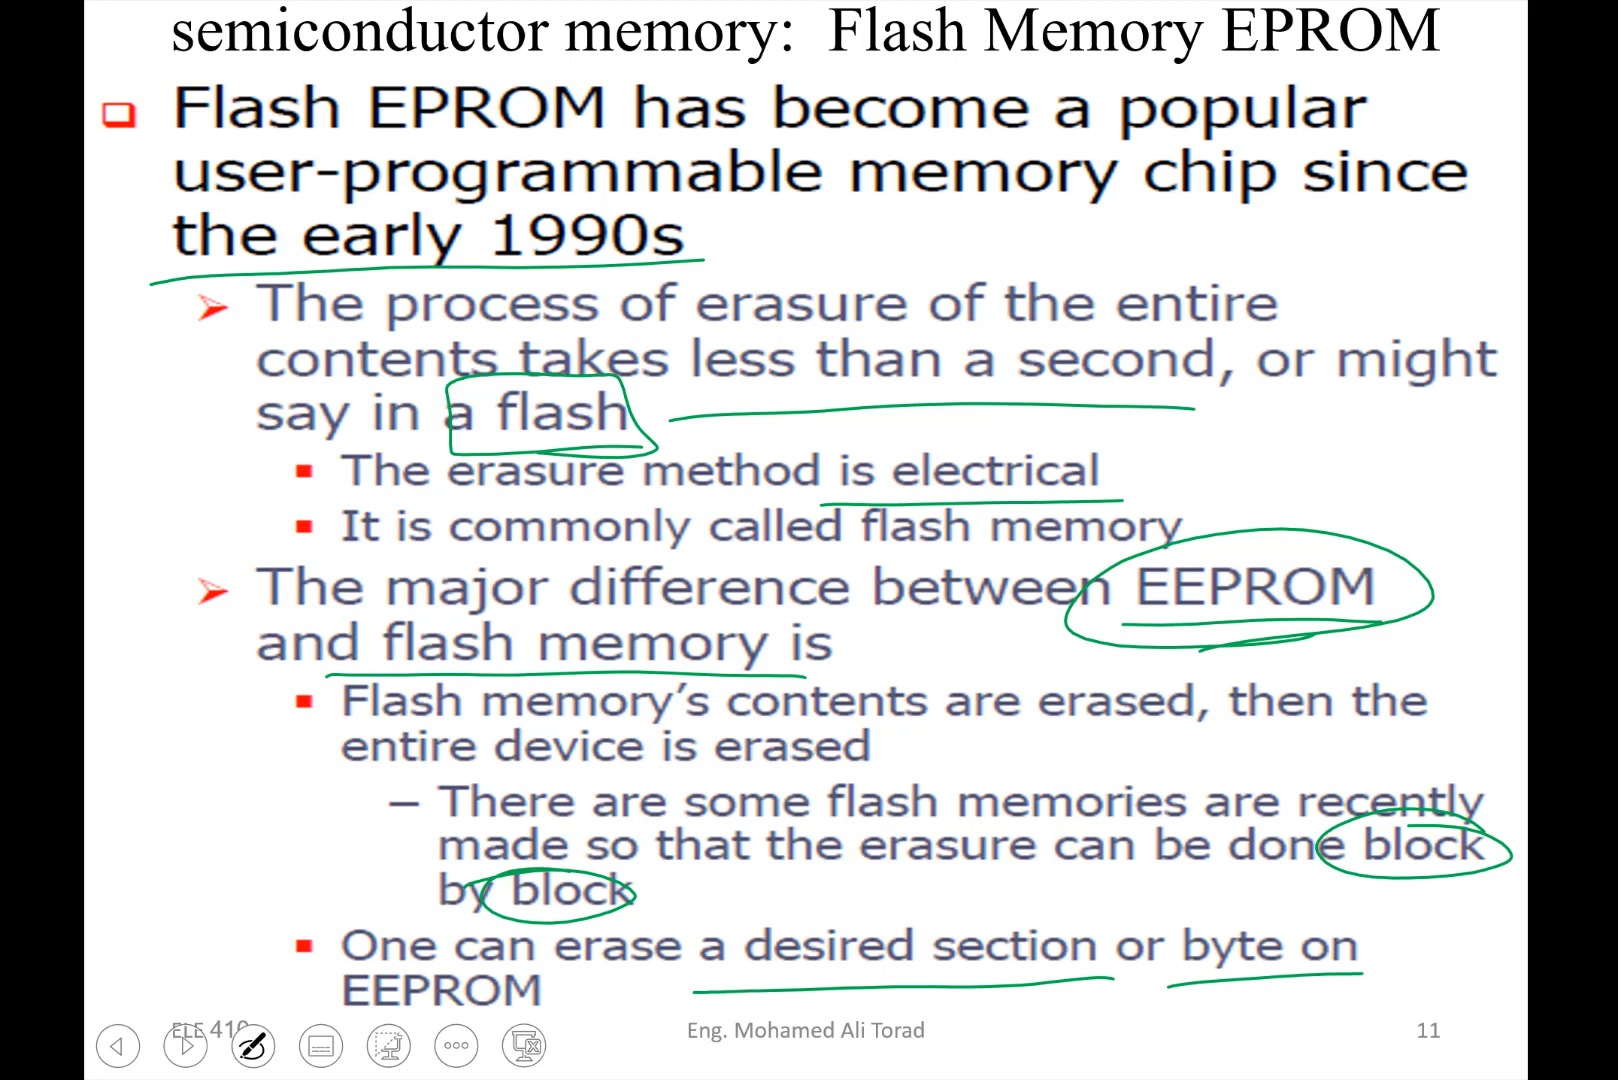 semiconductor memory: Flash Memory EPROM
Flash EPROM has become a popular
user-programmable memory chip since
the early 1990s
The process of erasure of the entire
contents takes less than a second, or might
say in a flash
The erasure method is electrical
It is commonly called flash memory
The major difference between EEPROM
and flash memory is
Flash memory’s contents are erased, then the
entire device is erased
– There are some flash memories are recently
made so that the erasure can be done block
by block
One can erase a desired section or byte on
EEPROM
ELE 419 Eng. Mohamed Ali Torad 11